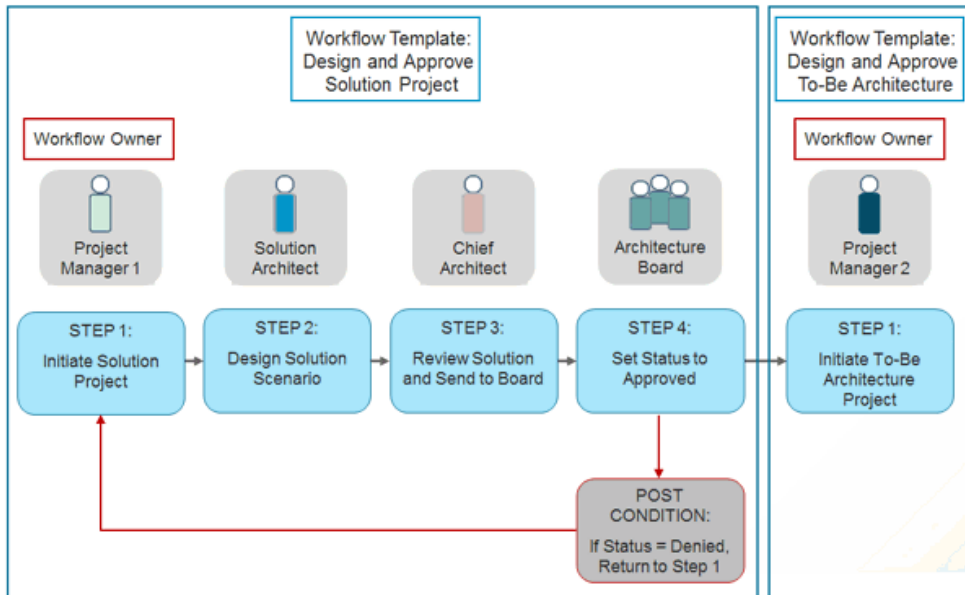 Workflow Template:
Design and Approve
Solution Project
Workflow Template:
Design and Approve
To-Be Architecture
Workflow Owner
Workflow Owner
Project
Manager 1
Solution
Architect
Chief
Architect
Architecture
Board
Project
Manager 2
STEP 1:
Initiate Solution
Project
STEP 2:
Design Solution
Scenario
STEP 3:
Review Solution
and Send to Board
STEP 4:
Set Status to
Approved
STEP 1:
Initiate To-Be
Architecture
Project
POST
CONDITION:
If Status = Denied,
Return to Step 1